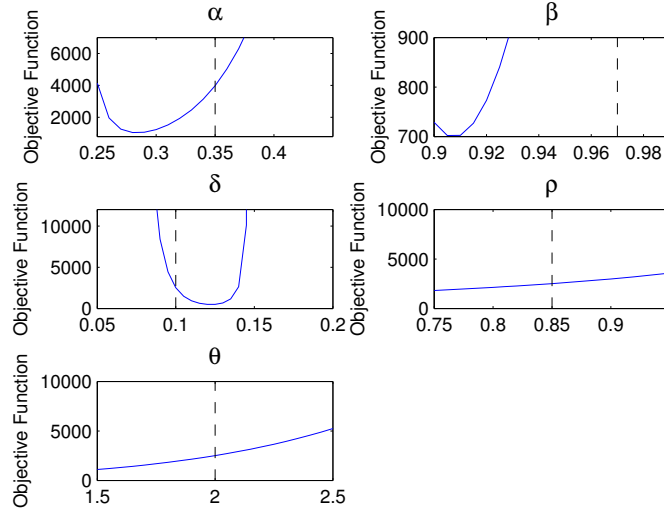 α
Objective Function
6000
4000
2000
0.25 0.3 0.35 0.4
β
Objective Function
900
800
700
0.9 0.92 0.94 0.96 0.98
δ
Objective Function
10000
5000
0
0.05 0.1 0.15 0.2
ρ
Objective Function
10000
5000
0
0.75 0.8 0.85 0.9
θ
Objective Function
10000
5000
0
1.5 2 2.5